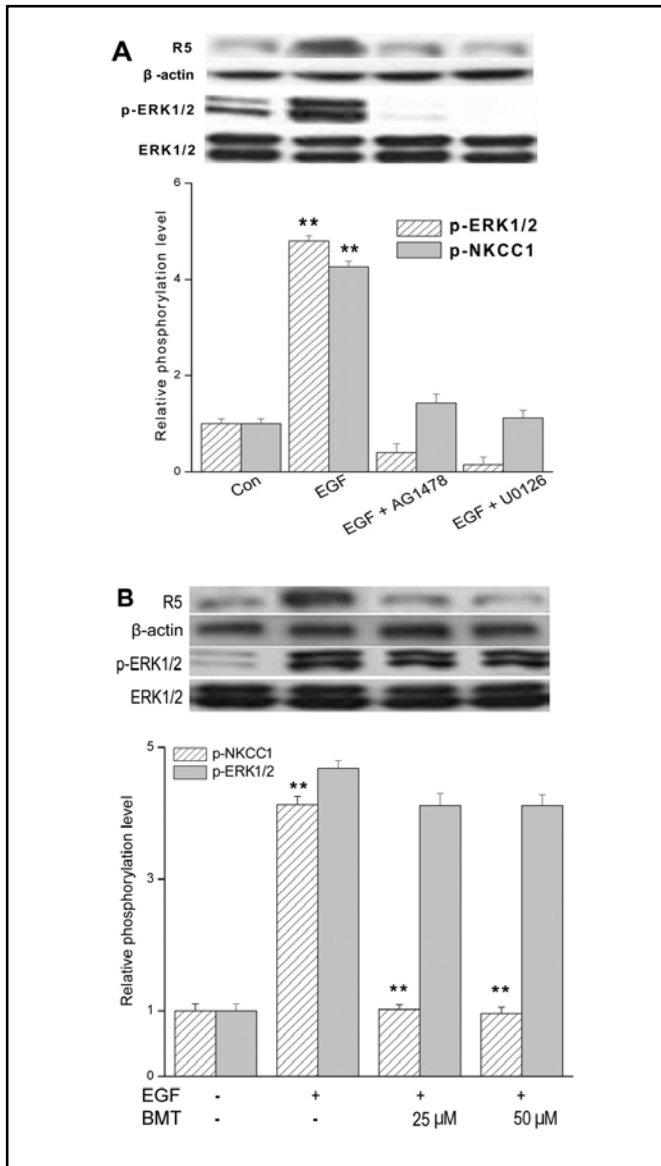 A
R5
β -actin
p-ERK1/2
ERK1/2
Relative phosphorylation level
6
4
2
0
** **
p-ERK1/2
p-NKCC1
Con
EGF
EGF + AG1478
EGF + U0126
B
R5
β-actin
p-ERK1/2
ERK1/2
Relative phosphorylation level
5
3
1
0
p-NKCC1
p-ERK1/2
**
** **
EGF - + + +
BMT - - 25 µM 50 µM